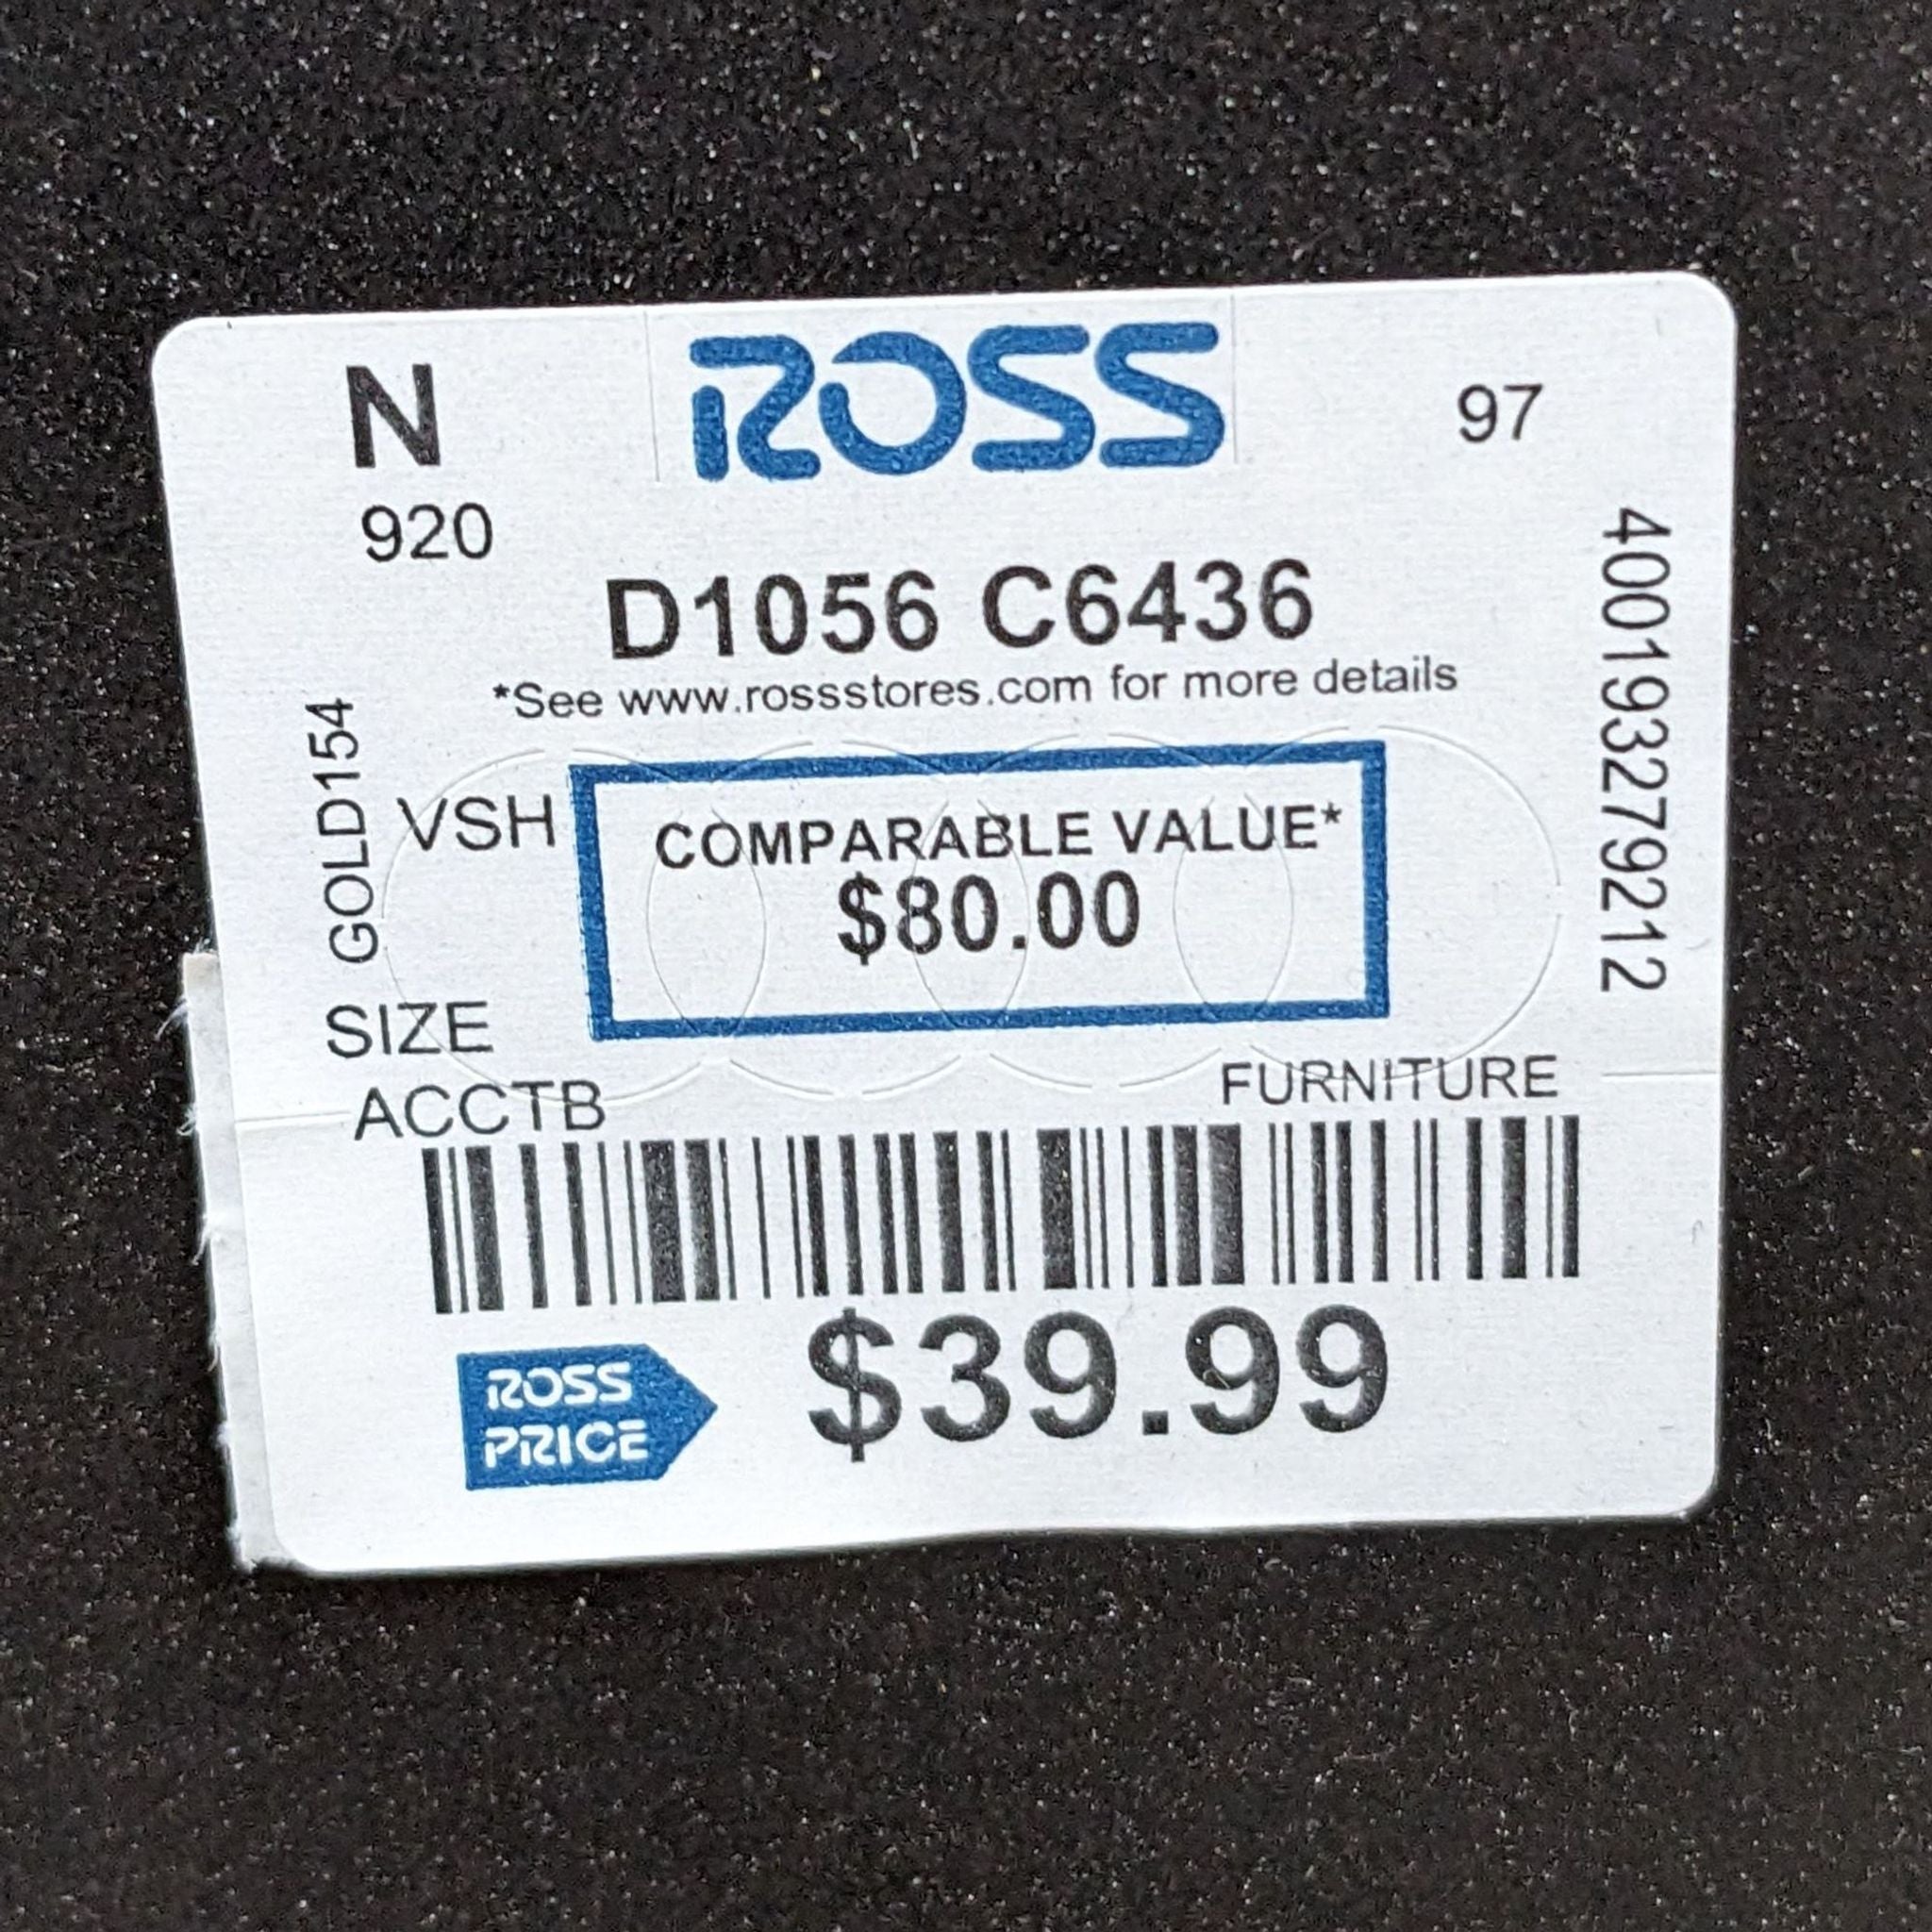 N
ROSS
97
920
D1056 C6436
*See www.rossstores.com for more details
400193279212
GOLD154
VSH
COMPARABLE VALUE*
$80.00
SIZE
ACCTB
FURNITURE
ROSS
PRICE
$39.99